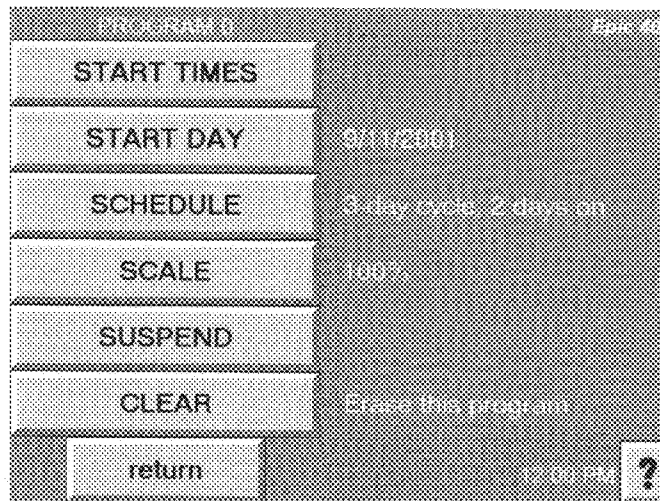 PROGRAM 0
START TIMES
START DAY 9/11/2001
SCHEDULE 3 day cycle, 2 days on
SCALE 100%
SUSPEND
CLEAR Erase this program
return 12:00 PM ?